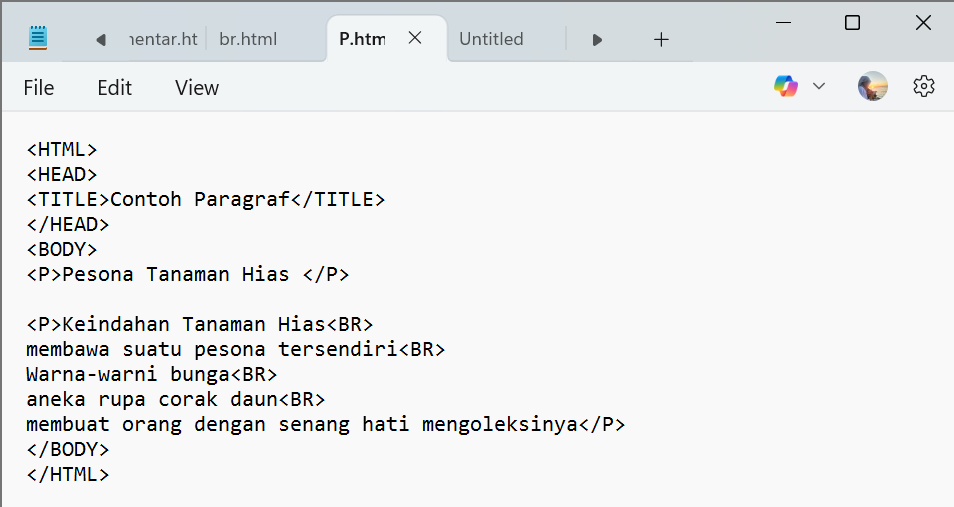 nentar.ht br.html P.htm Untitled
File Edit View
<HTML>
<HEAD>
<TITLE>Contoh Paragraf</TITLE>
</HEAD>
<BODY>
<P>Pesona Tanaman Hias </P>
<P>Keindahan Tanaman Hias<BR>
membawa suatu pesona tersendiri<BR>
Warna-warni bunga<BR>
aneka rupa corak daun<BR>
membuat orang dengan senang hati mengoleksinya</P>
</BODY>
</HTML>